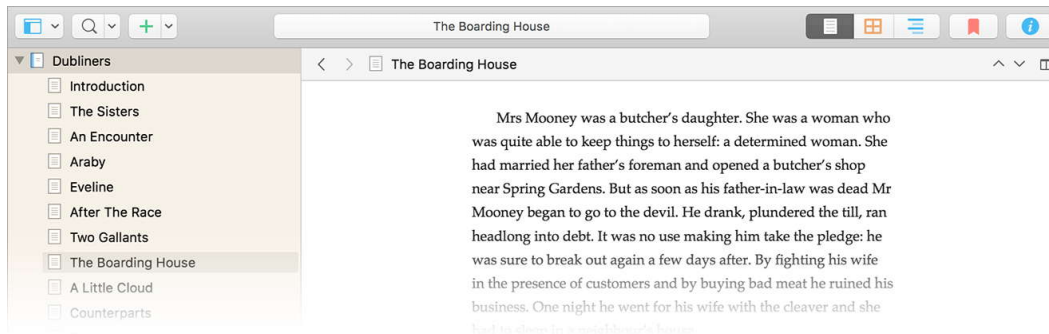 The Boarding House
Dubliners
Introduction
The Sisters
An Encounter
Araby
Eveline
After The Race
Two Gallants
The Boarding House
A Little Cloud
Counterparts
The Boarding House
Mrs Mooney was a butcher’s daughter. She was a woman who
was quite able to keep things to herself: a determined woman. She
had married her father’s foreman and opened a butcher’s shop
near Spring Gardens. But as soon as his father-in-law was dead Mr
Mooney began to go to the devil. He drank, plundered the till, ran
headlong into debt. It was no use making him take the pledge: he
was sure to break out again a few days after. By fighting his wife
in the presence of customers and by buying bad meat he ruined his
business. One night he went for his wife with the cleaver and she
had to sleep in a neighbour’s house